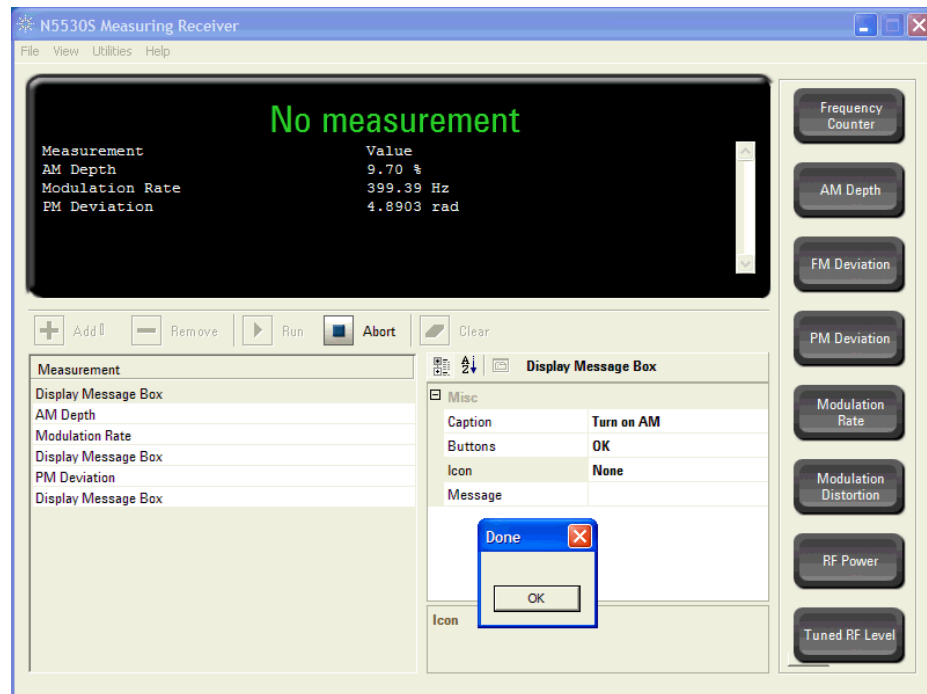 N5530S Measuring Receiver
File View Utilities Help
No measurement
Measurement Value
AM Depth 9.70 %
Modulation Rate 399.39 Hz
PM Deviation 4.8903 rad
Add Remove Run Abort Clear
Measurement
Display Message Box
AM Depth
Modulation Rate
Display Message Box
PM Deviation
Display Message Box
Display Message Box
Misc
Caption Turn on AM
Buttons OK
Icon None
Message
Done
OK
Icon
Frequency
Counter
AM Depth
FM Deviation
PM Deviation
Modulation
Rate
Modulation
Distortion
RF Power
Tuned RF Level